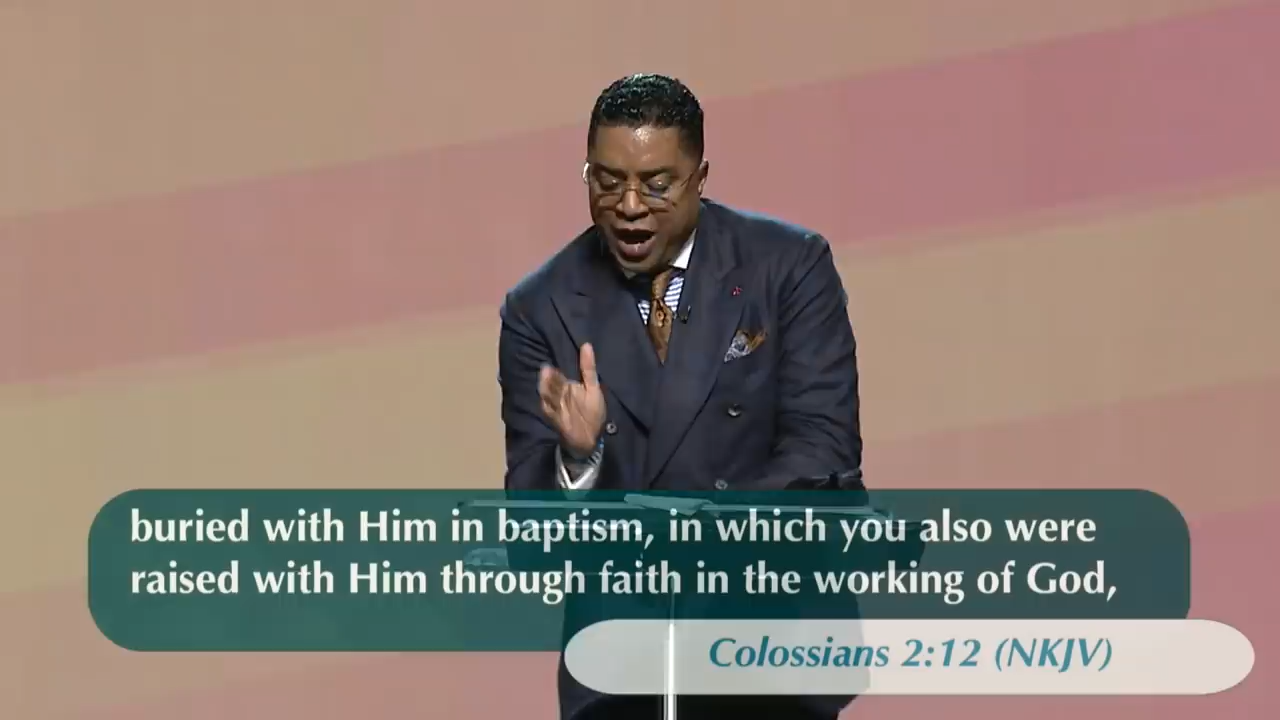 buried with Him in baptism, in which you also were
raised with Him through faith in the working of God,
Colossians 2:12 (NKJV)